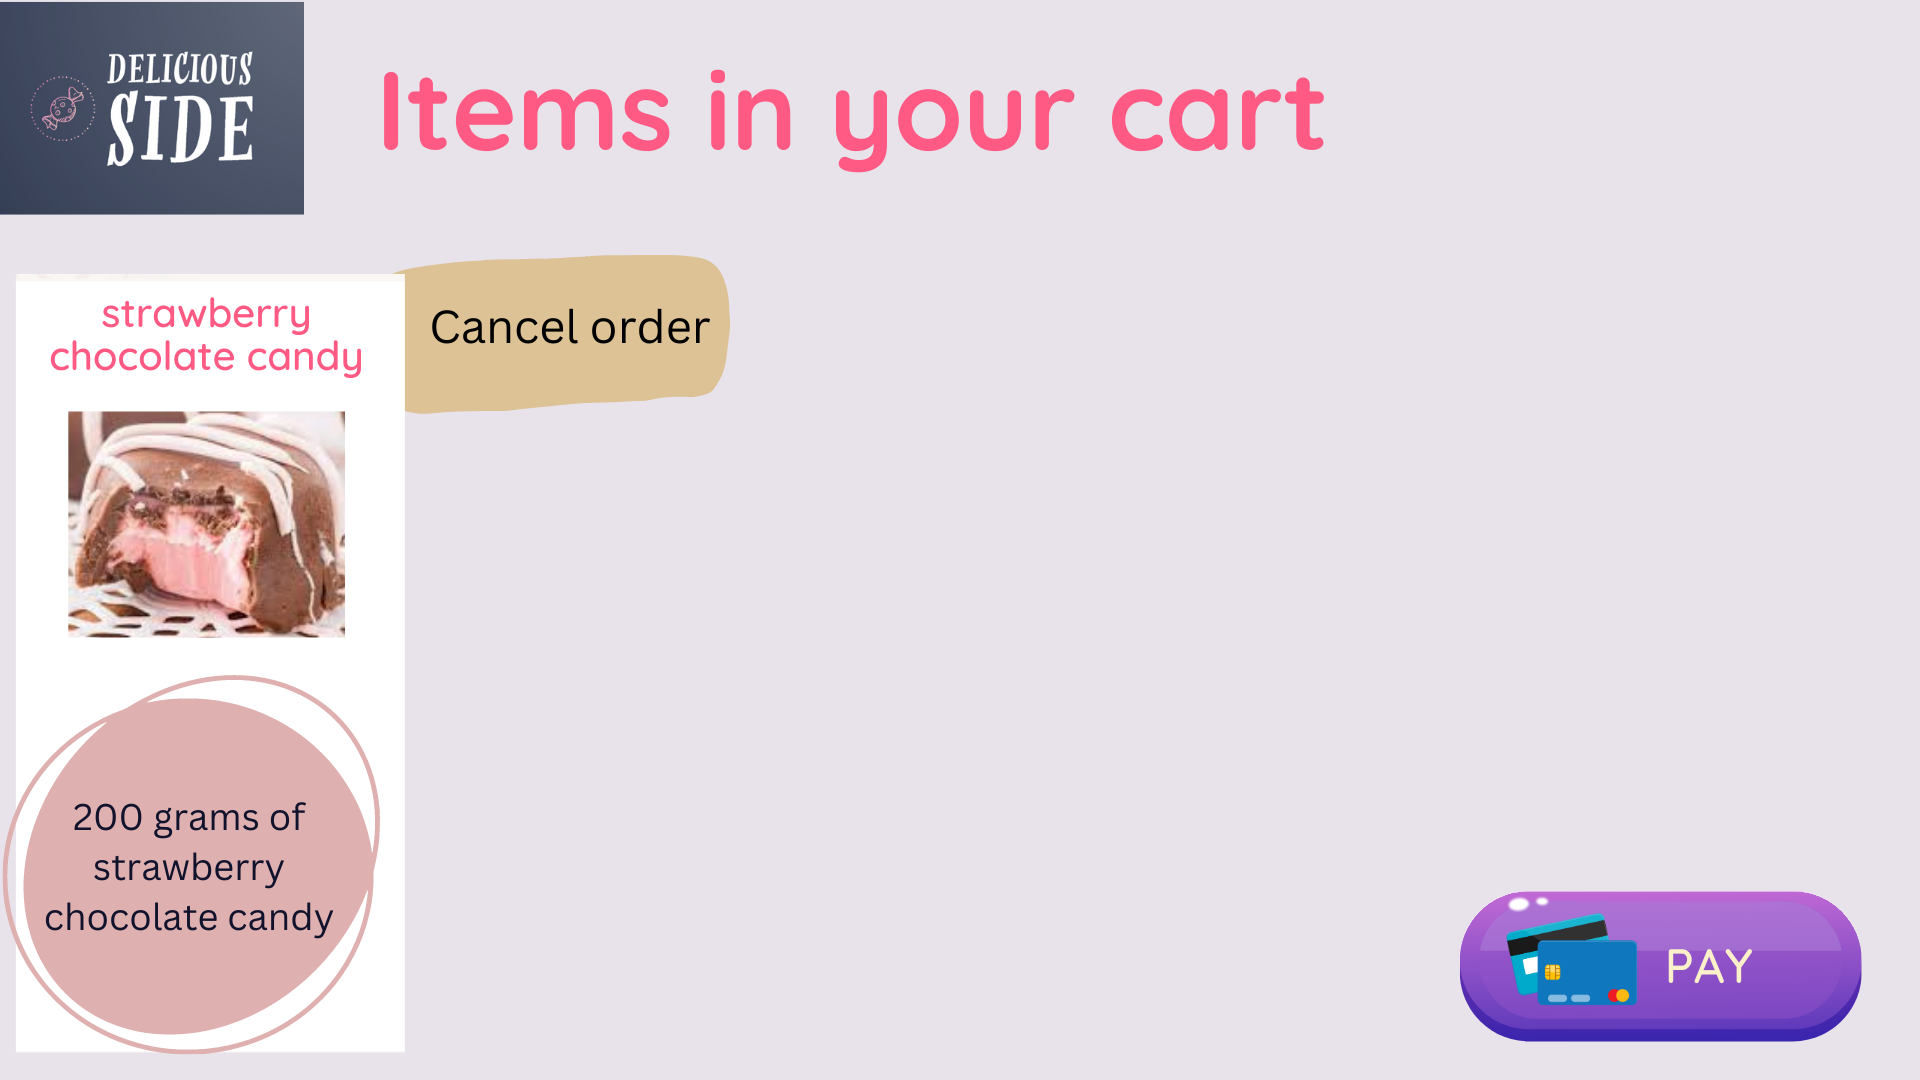 DELICIOUS
SIDE
Items in your cart
strawberry
chocolate candy
Cancel order
200 grams of
strawberry
chocolate candy
PAY